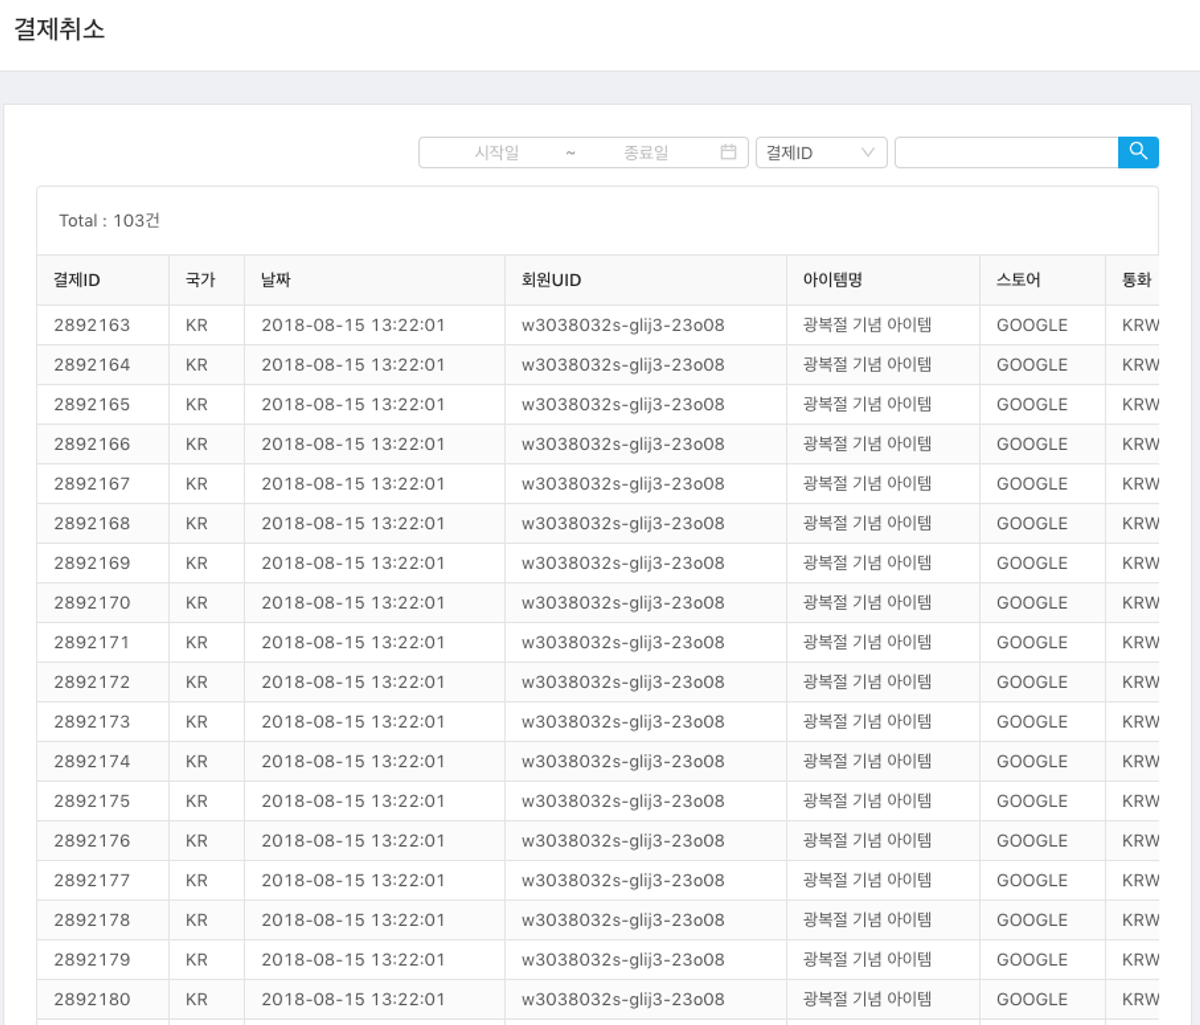 결제취소
시작일 ~ 종료일 결제ID
Total : 103건
결제ID 국가 날짜 회원UID 아이템명 스토어 통화
2892163 KR 2018-08-15 13:22:01 w3038032s-glij3-23o08 광복절 기념 아이템 GOOGLE KRW
2892164 KR 2018-08-15 13:22:01 w3038032s-glij3-23o08 광복절 기념 아이템 GOOGLE KRW
2892165 KR 2018-08-15 13:22:01 w3038032s-glij3-23o08 광복절 기념 아이템 GOOGLE KRW
2892166 KR 2018-08-15 13:22:01 w3038032s-glij3-23o08 광복절 기념 아이템 GOOGLE KRW
2892167 KR 2018-08-15 13:22:01 w3038032s-glij3-23o08 광복절 기념 아이템 GOOGLE KRW
2892168 KR 2018-08-15 13:22:01 w3038032s-glij3-23o08 광복절 기념 아이템 GOOGLE KRW
2892169 KR 2018-08-15 13:22:01 w3038032s-glij3-23o08 광복절 기념 아이템 GOOGLE KRW
2892170 KR 2018-08-15 13:22:01 w3038032s-glij3-23o08 광복절 기념 아이템 GOOGLE KRW
2892171 KR 2018-08-15 13:22:01 w3038032s-glij3-23o08 광복절 기념 아이템 GOOGLE KRW
2892172 KR 2018-08-15 13:22:01 w3038032s-glij3-23o08 광복절 기념 아이템 GOOGLE KRW
2892173 KR 2018-08-15 13:22:01 w3038032s-glij3-23o08 광복절 기념 아이템 GOOGLE KRW
2892174 KR 2018-08-15 13:22:01 w3038032s-glij3-23o08 광복절 기념 아이템 GOOGLE KRW
2892175 KR 2018-08-15 13:22:01 w3038032s-glij3-23o08 광복절 기념 아이템 GOOGLE KRW
2892176 KR 2018-08-15 13:22:01 w3038032s-glij3-23o08 광복절 기념 아이템 GOOGLE KRW
2892177 KR 2018-08-15 13:22:01 w3038032s-glij3-23o08 광복절 기념 아이템 GOOGLE KRW
2892178 KR 2018-08-15 13:22:01 w3038032s-glij3-23o08 광복절 기념 아이템 GOOGLE KRW
2892179 KR 2018-08-15 13:22:01 w3038032s-glij3-23o08 광복절 기념 아이템 GOOGLE KRW
2892180 KR 2018-08-15 13:22:01 w3038032s-glij3-23o08 광복절 기념 아이템 GOOGLE KRW